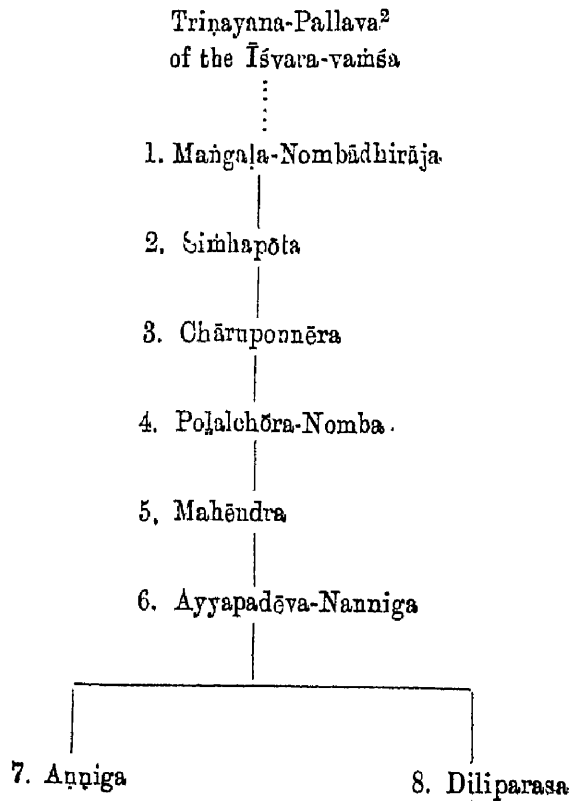 Triṇayana-Pallava²
of the Īśvara-vaṁśa
1. Maṅgaḷa-Nombādhirāja
2. Siṁhapōta
3. Chāruponnēra
4. Poḻalchōra-Nomba
5. Mahēndra
6. Ayyapadēva-Nanniga
7. Aṇṇiga
8. Diliparasa